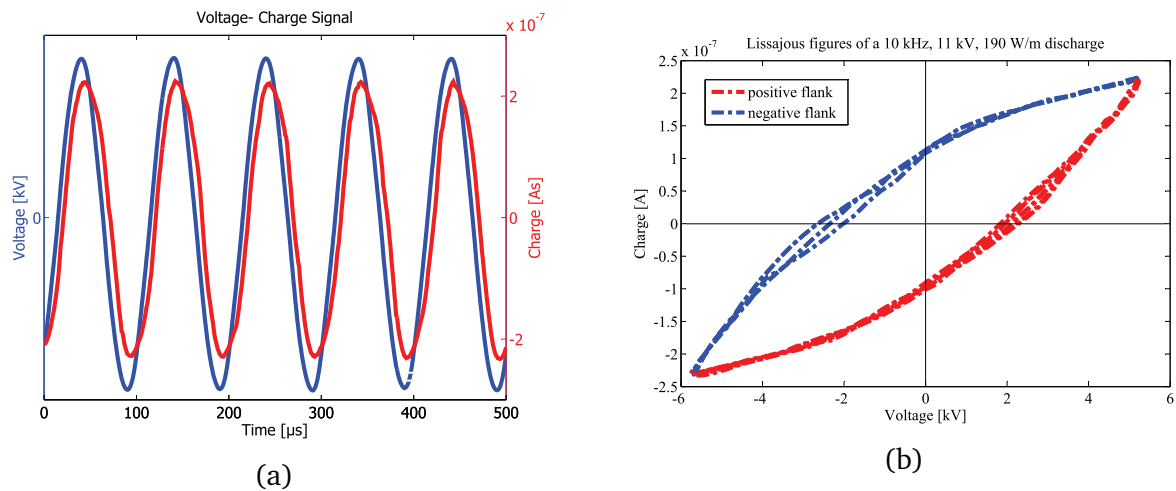 Voltage- Charge Signal
x 10⁻⁷
Voltage [kV]
0
2
0
-2
Charge [As]
0 100 200 300 400 500
Time [µs]
(a)
Lissajous figures of a 10 kHz, 11 kV, 190 W/m discharge
x 10⁻⁷
positive flank
negative flank
Charge [A]
2.5
2
1.5
1
0.5
0
-0.5
-1
-1.5
-2
-2.5
-6 -4 -2 0 2 4 6
Voltage [kV]
(b)